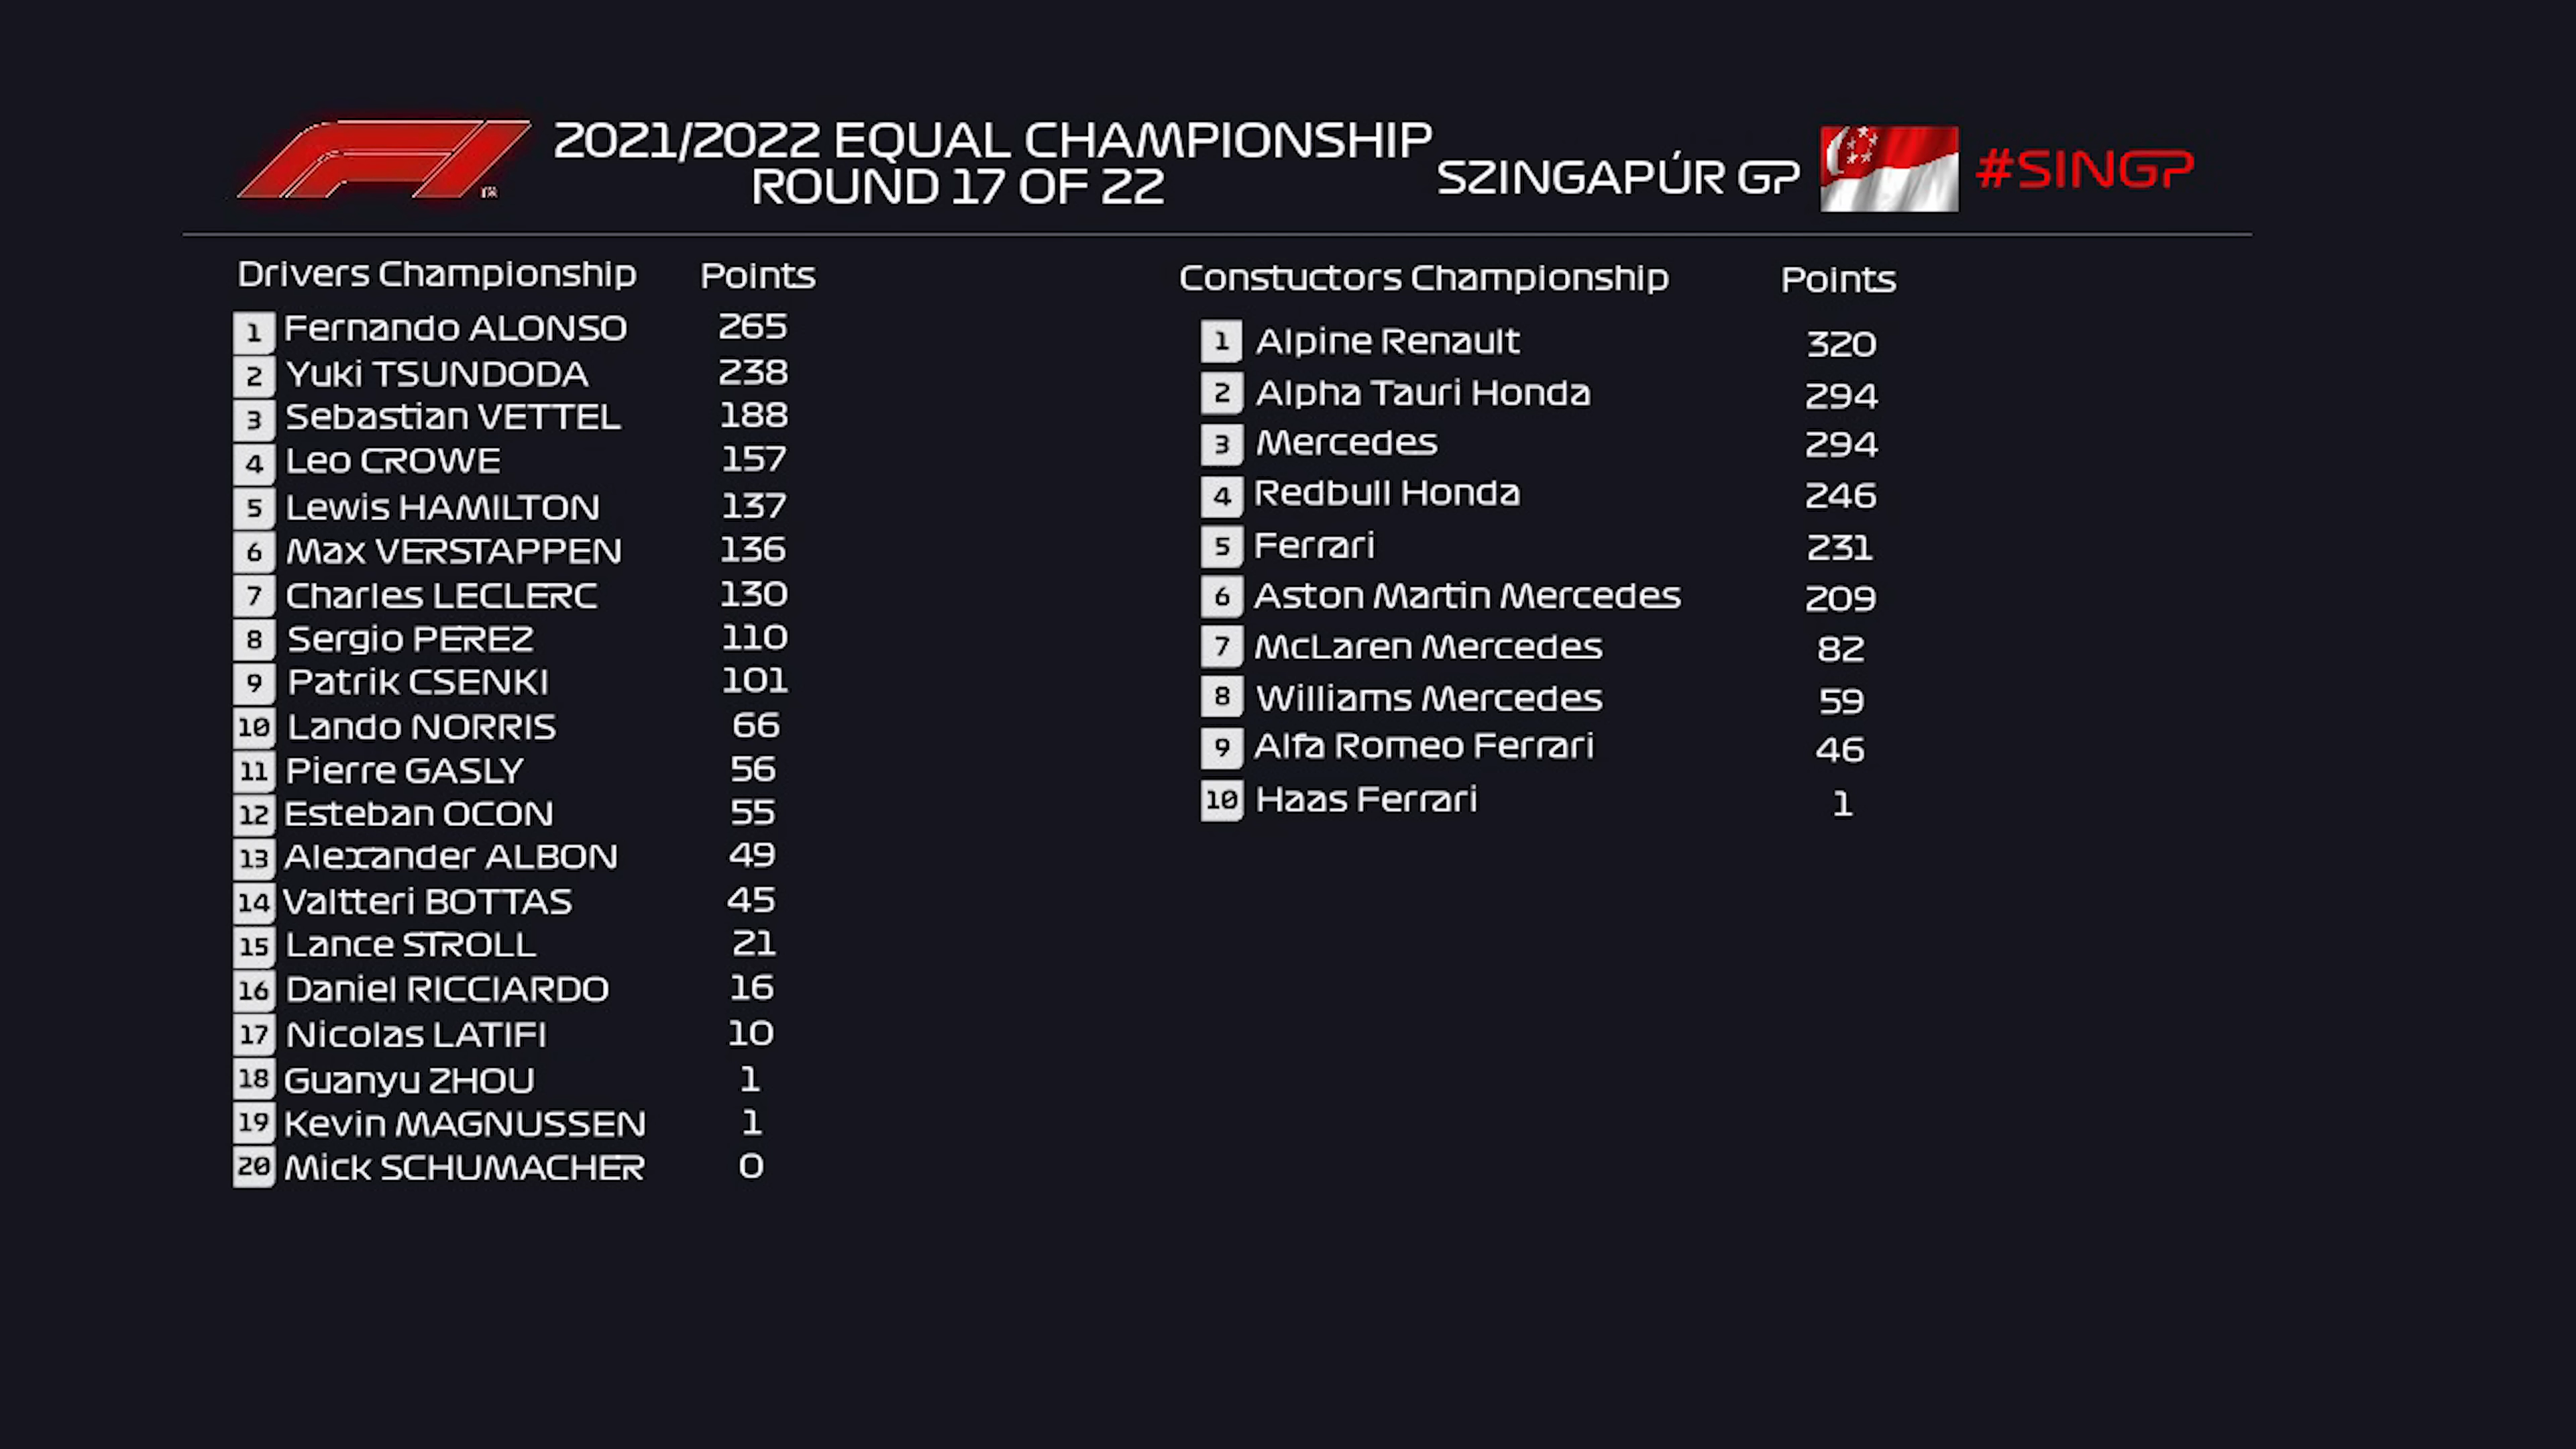 F1 TM
2021/2022 EQUAL CHAMPIONSHIP
ROUND 17 OF 22
SZINGAPÚR GP
#SINGP
Drivers Championship Points
1 Fernando ALONSO 265
2 Yuki TSUNDODA 238
3 Sebastian VETTEL 188
4 Leo CROWE 157
5 Lewis HAMILTON 137
6 Max VERSTAPPEN 136
7 Charles LECLERC 130
8 Sergio PEREZ 110
9 Patrik CSENKI 101
10 Lando NORRIS 66
11 Pierre GASLY 56
12 Esteban OCON 55
13 Alexander ALBON 49
14 Valtteri BOTTAS 45
15 Lance STROLL 21
16 Daniel RICCIARDO 16
17 Nicolas LATIFI 10
18 Guanyu ZHOU 1
19 Kevin MAGNUSSEN 1
20 Mick SCHUMACHER 0
Constuctors Championship Points
1 Alpine Renault 320
2 Alpha Tauri Honda 294
3 Mercedes 294
4 Redbull Honda 246
5 Ferrari 231
6 Aston Martin Mercedes 209
7 McLaren Mercedes 82
8 Williams Mercedes 59
9 Alfa Romeo Ferrari 46
10 Haas Ferrari 1